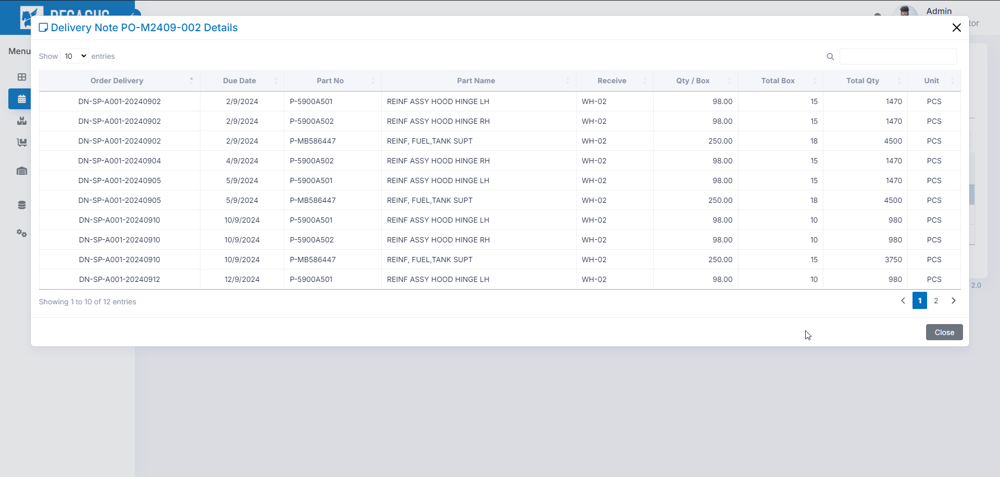 Admin
Delivery Note PO-M2409-002 Details
Menu
Show 10 entries
Order Delivery Due Date Part No Part Name Receive Qty / Box Total Box Total Qty Unit
DN-SP-A001-20240902 2/9/2024 P-5900A501 REINF ASSY HOOD HINGE LH WH-02 98.00 15 1470 PCS
DN-SP-A001-20240902 2/9/2024 P-5900A502 REINF ASSY HOOD HINGE RH WH-02 98.00 15 1470 PCS
DN-SP-A001-20240902 2/9/2024 P-MB586447 REINF, FUEL,TANK SUPT WH-02 250.00 18 4500 PCS
DN-SP-A001-20240904 4/9/2024 P-5900A502 REINF ASSY HOOD HINGE RH WH-02 98.00 15 1470 PCS
DN-SP-A001-20240905 5/9/2024 P-5900A501 REINF ASSY HOOD HINGE LH WH-02 98.00 15 1470 PCS
DN-SP-A001-20240905 5/9/2024 P-MB586447 REINF, FUEL,TANK SUPT WH-02 250.00 18 4500 PCS
DN-SP-A001-20240910 10/9/2024 P-5900A501 REINF ASSY HOOD HINGE LH WH-02 98.00 10 980 PCS
DN-SP-A001-20240910 10/9/2024 P-5900A502 REINF ASSY HOOD HINGE RH WH-02 98.00 10 980 PCS
DN-SP-A001-20240910 10/9/2024 P-MB586447 REINF, FUEL,TANK SUPT WH-02 250.00 15 3750 PCS
DN-SP-A001-20240912 12/9/2024 P-5900A501 REINF ASSY HOOD HINGE LH WH-02 98.00 10 980 PCS
2.0
Showing 1 to 10 of 12 entries 1 2
Close